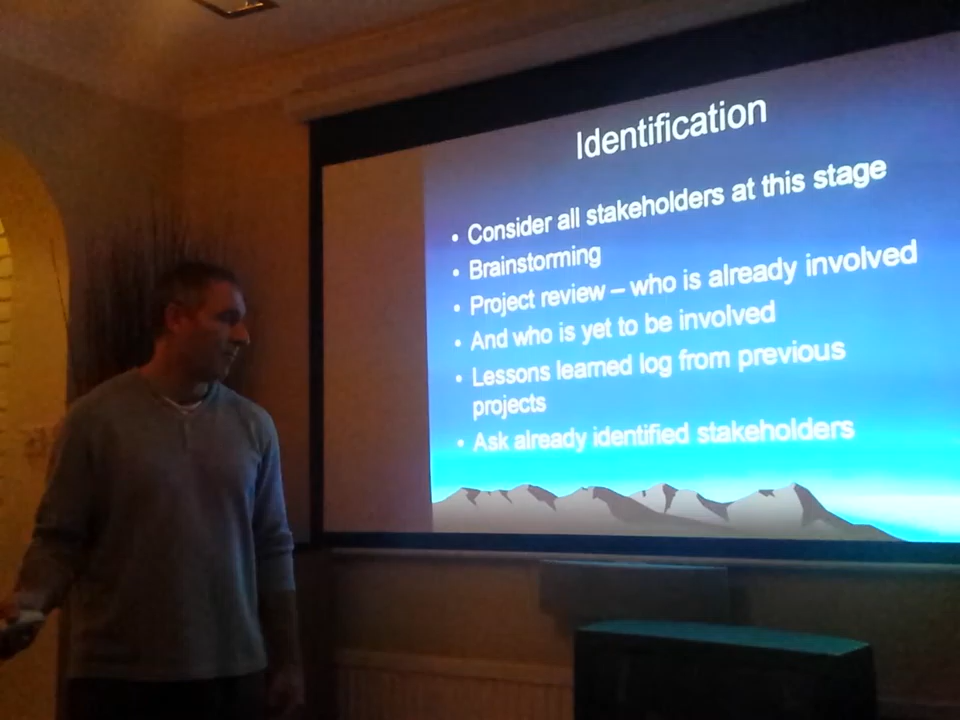 Identification
• Consider all stakeholders at this stage
• Brainstorming
• Project review – who is already involved
• And who is yet to be involved
• Lessons learned log from previous
projects
• Ask already identified stakeholders